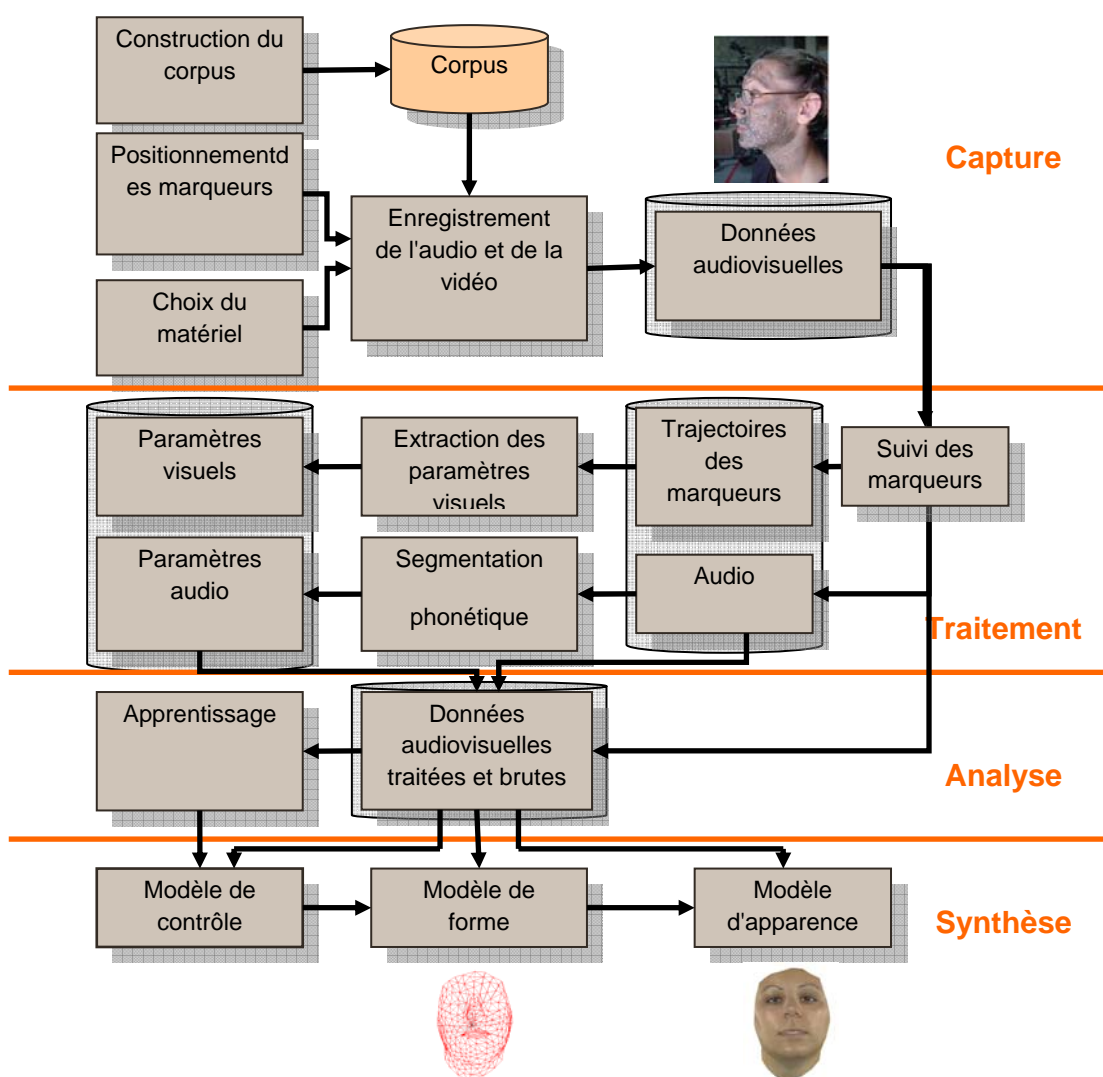 Construction du
corpus
Corpus
Positionnementd
es marqueurs
Enregistrement
de l'audio et de la
vidéo
Données
audiovisuelles
Capture
Choix du
matériel
Paramètres
visuels
Extraction des
paramètres
visuels
Trajectoires
des
marqueurs
Suivi des
marqueurs
Paramètres
audio
Segmentation
phonétique
Audio
Traitement
Apprentissage
Données
audiovisuelles
traitées et brutes
Analyse
Modèle de
contrôle
Modèle de
forme
Modèle
d'apparence
Synthèse